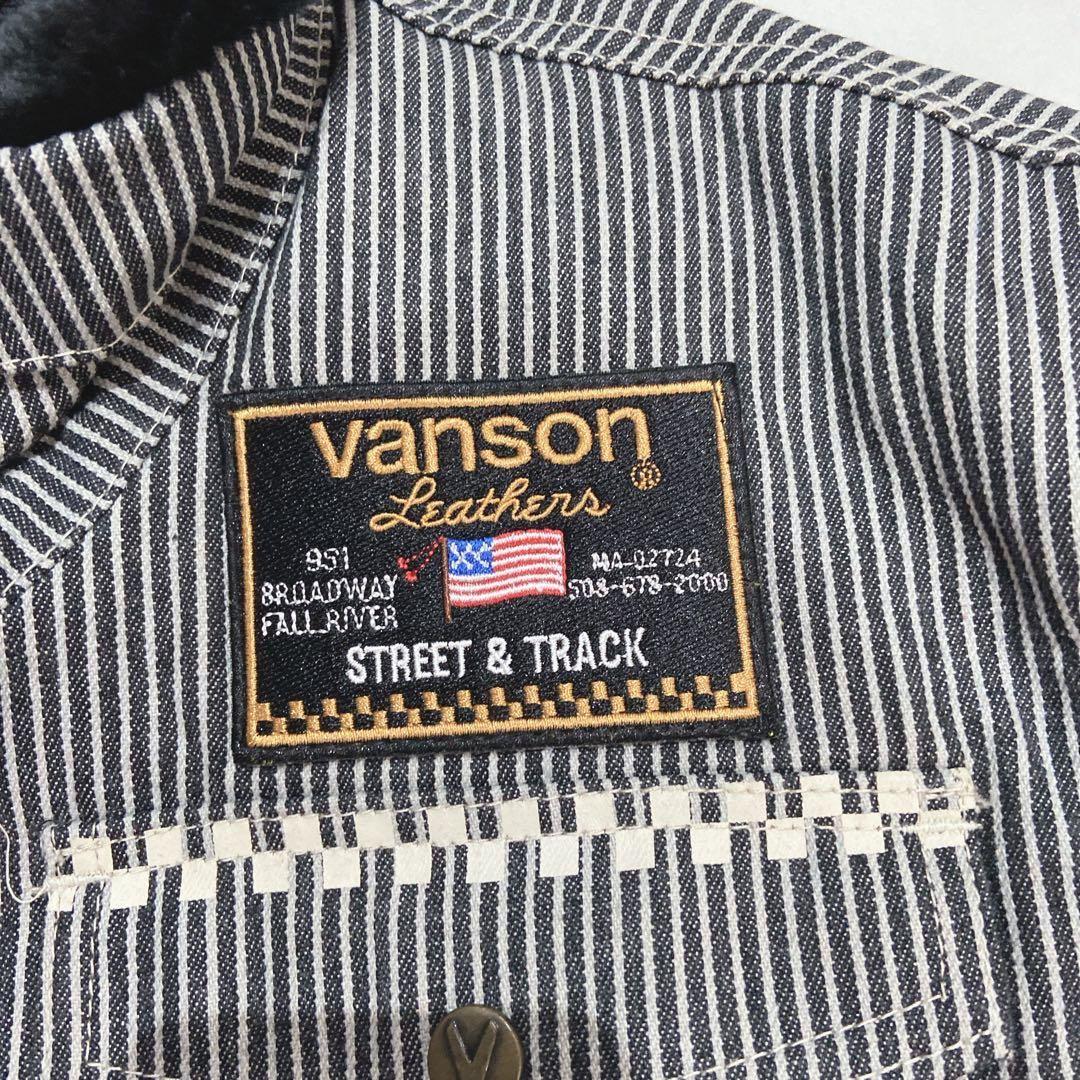 vanson
®
Leathers
951
BROADWAY
FALL RIVER
MA-02724
508-678-2000
STREET & TRACK
V